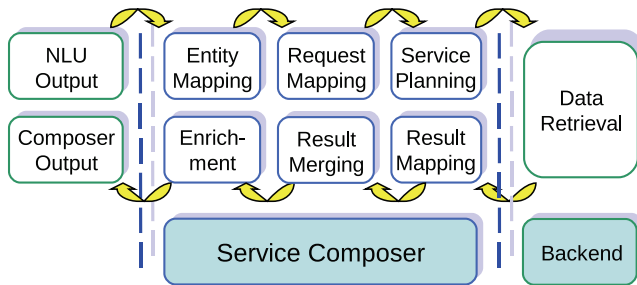 NLU
Output
Entity
Mapping
Request
Mapping
Service
Planning
Data
Retrieval
Composer
Output
Enrich-
ment
Result
Merging
Result
Mapping
Service Composer
Backend